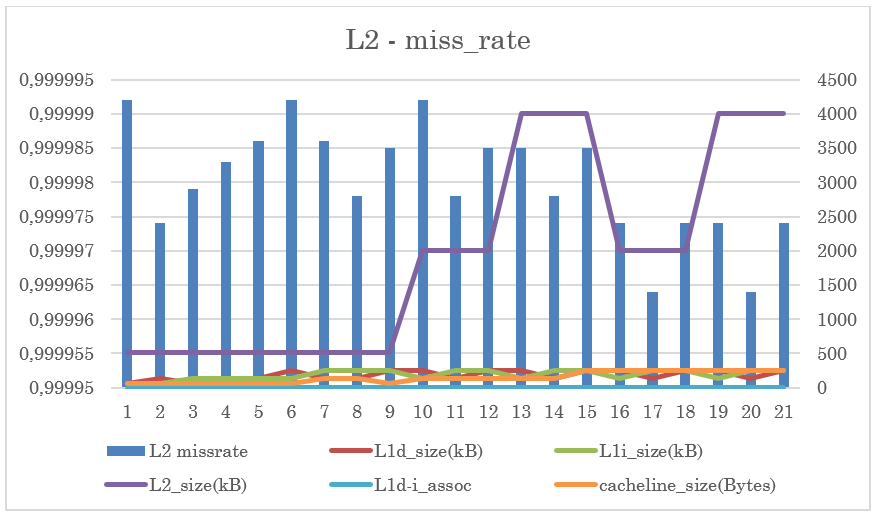 L2 - miss_rate
0,999995 4500
0,99999 4000
0,999985 3500
0,99998 3000
0,999975 2500
0,99997 2000
0,999965 1500
0,99996 1000
0,999955 500
0,99995 0
1 2 3 4 5 6 7 8 9 10 11 12 13 14 15 16 17 18 19 20 21
L2 missrate L1d_size(kB) L1i_size(kB)
L2_size(kB) L1d-i_assoc cacheline_size(Bytes)